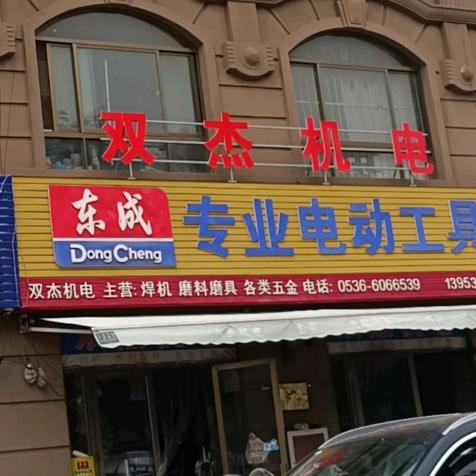 双杰机电
东成
DongCheng
专业电动工具
双杰机电 主营:焊机 磨料磨具 各类五金 电话: 0536-6066539 13953